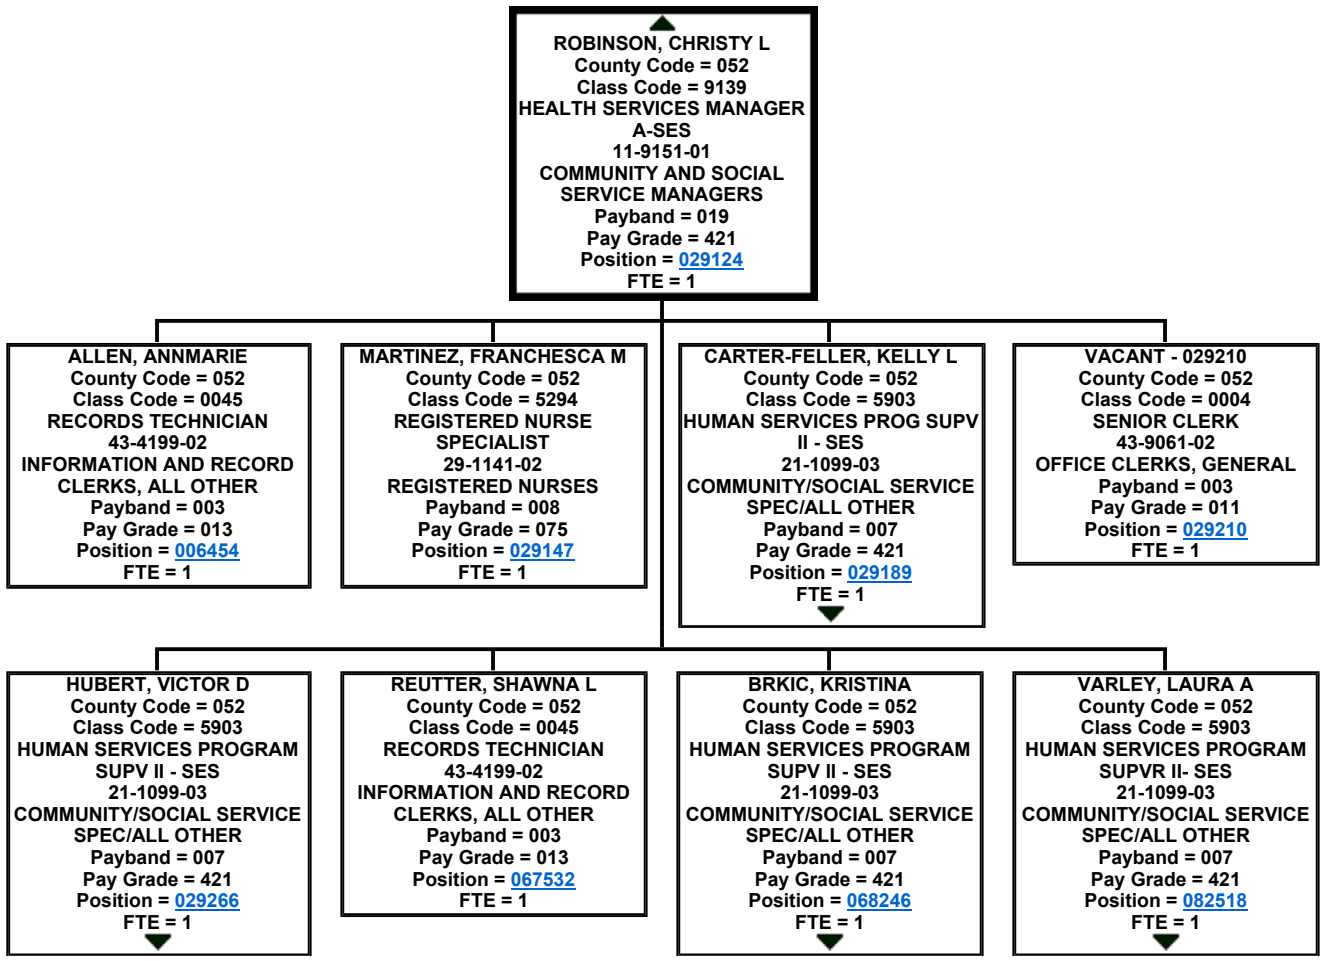 ROBINSON, CHRISTY L
County Code = 052
Class Code = 9139
HEALTH SERVICES MANAGER
A-SES
11-9151-01
COMMUNITY AND SOCIAL
SERVICE MANAGERS
Payband = 019
Pay Grade = 421
Position = 029124
FTE = 1
ALLEN, ANNMARIE
County Code = 052
Class Code = 0045
RECORDS TECHNICIAN
43-4199-02
INFORMATION AND RECORD
CLERKS, ALL OTHER
Payband = 003
Pay Grade = 013
Position = 006454
FTE = 1
MARTINEZ, FRANCHESCA M
County Code = 052
Class Code = 5294
REGISTERED NURSE
SPECIALIST
29-1141-02
REGISTERED NURSES
Payband = 008
Pay Grade = 075
Position = 029147
FTE = 1
CARTER-FELLER, KELLY L
County Code = 052
Class Code = 5903
HUMAN SERVICES PROG SUPV
II - SES
21-1099-03
COMMUNITY/SOCIAL SERVICE
SPEC/ALL OTHER
Payband = 007
Pay Grade = 421
Position = 029189
FTE = 1
VACANT - 029210
County Code = 052
Class Code = 0004
SENIOR CLERK
43-9061-02
OFFICE CLERKS, GENERAL
Payband = 003
Pay Grade = 011
Position = 029210
FTE = 1
HUBERT, VICTOR D
County Code = 052
Class Code = 5903
HUMAN SERVICES PROGRAM
SUPV II - SES
21-1099-03
COMMUNITY/SOCIAL SERVICE
SPEC/ALL OTHER
Payband = 007
Pay Grade = 421
Position = 029266
FTE = 1
REUTTER, SHAWNA L
County Code = 052
Class Code = 0045
RECORDS TECHNICIAN
43-4199-02
INFORMATION AND RECORD
CLERKS, ALL OTHER
Payband = 003
Pay Grade = 013
Position = 067532
FTE = 1
BRKIC, KRISTINA
County Code = 052
Class Code = 5903
HUMAN SERVICES PROGRAM
SUPV II - SES
21-1099-03
COMMUNITY/SOCIAL SERVICE
SPEC/ALL OTHER
Payband = 007
Pay Grade = 421
Position = 068246
FTE = 1
VARLEY, LAURA A
County Code = 052
Class Code = 5903
HUMAN SERVICES PROGRAM
SUPVR II- SES
21-1099-03
COMMUNITY/SOCIAL SERVICE
SPEC/ALL OTHER
Payband = 007
Pay Grade = 421
Position = 082518
FTE = 1